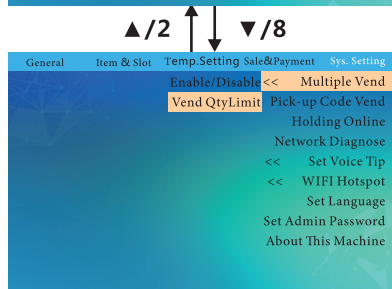 ▲/2 ▼/8
General Item & Slot Temp.Setting Sale&Payment Sys. Setting
Enable/Disable << Multiple Vend
Vend QtyLimit Pick-up Code Vend
Holding Online
Network Diagnose
<< Set Voice Tip
<< WIFI Hotspot
Set Language
Set Admin Password
About This Machine